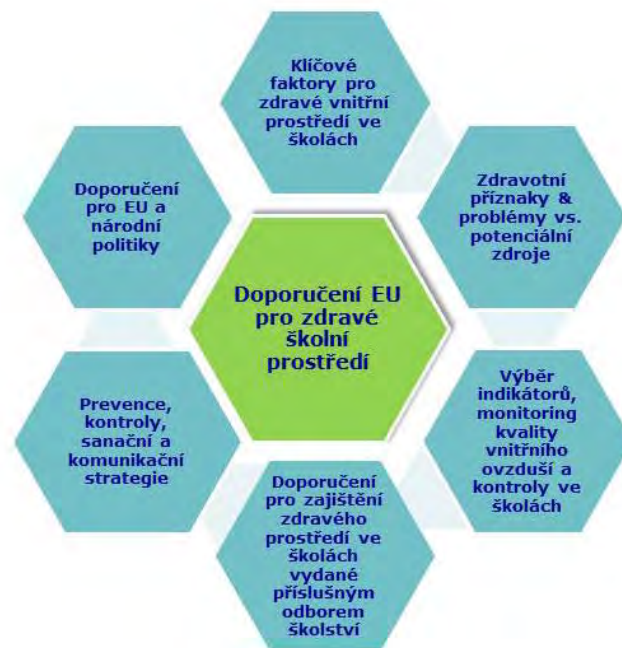 Klíčové
faktory pro
zdravé vnitřní
prostředí ve
školách
Zdravotní
příznaky &
problémy vs.
potenciální
zdroje
Výběr
indikátorů,
monitoring
kvality
vnitřního
ovzduší a
kontroly ve
školách
Doporučení
pro zajištění
zdravého
prostředí ve
školách
vydané
příslušným
odborem
školství
Prevence,
kontroly,
sanační a
komunikační
strategie
Doporučení
pro EU a
národní
politiky
Doporučení EU
pro zdravé
školní
prostředí